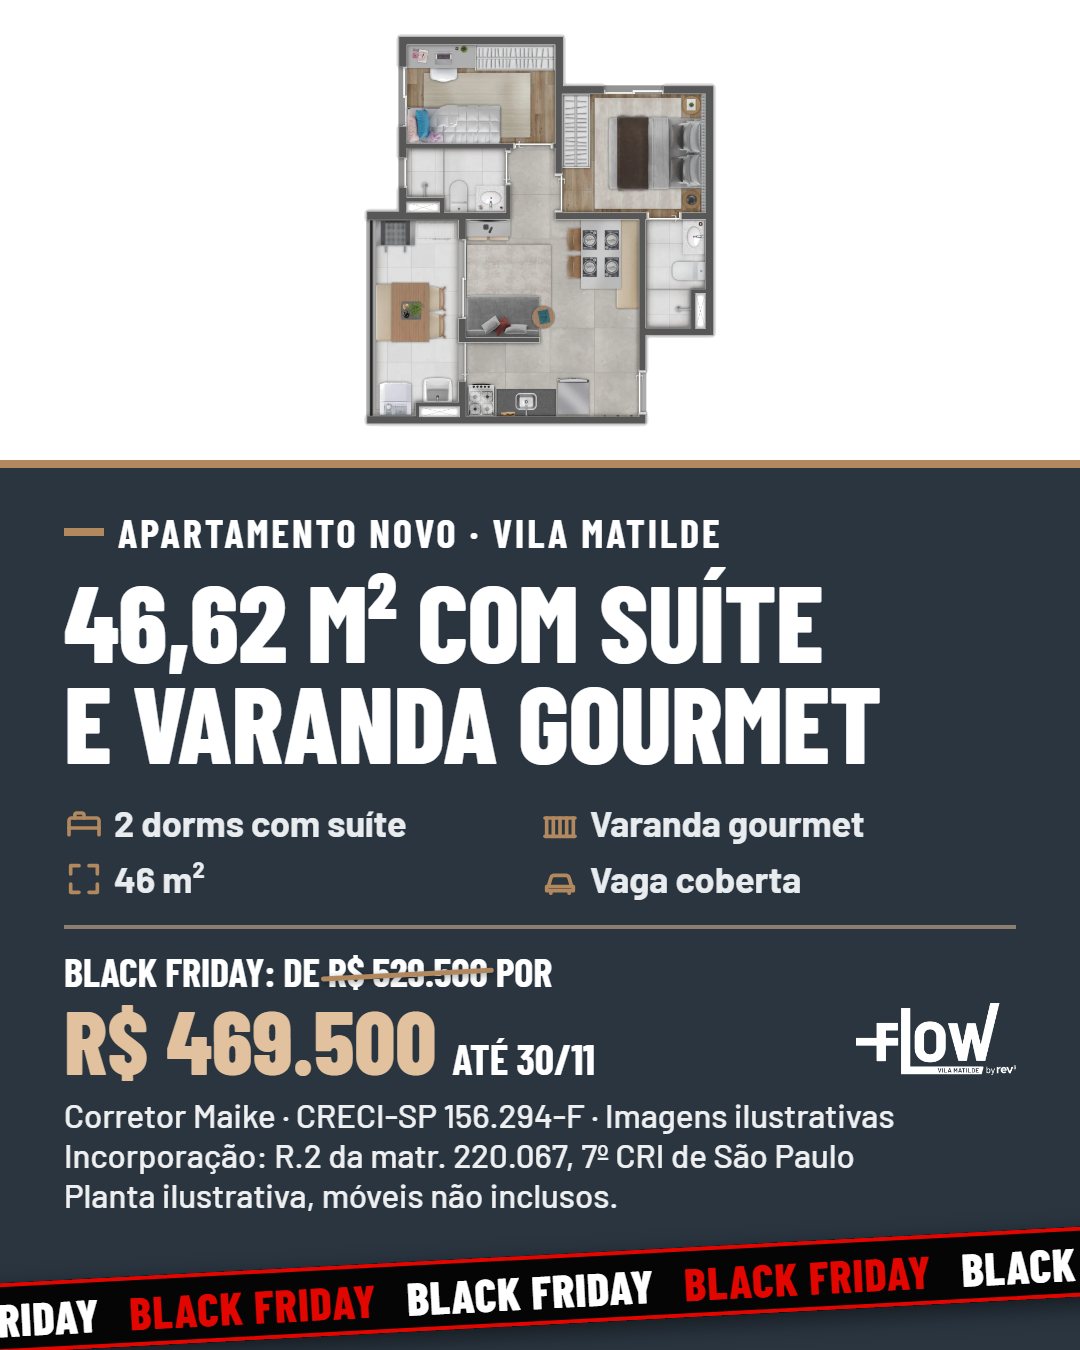 APARTAMENTO NOVO · VILA MATILDE
46,62 M² COM SUÍTE
E VARANDA GOURMET
2 dorms com suíte
Varanda gourmet
46 m²
Vaga coberta
BLACK FRIDAY: DE R$ 529.500 POR
R$ 469.500 ATÉ 30/11
FLOW
VILA MATILDE by rev³
Corretor Maike · CRECI-SP 156.294-F · Imagens ilustrativas
Incorporação: R.2 da matr. 220.067, 7º CRI de São Paulo
Planta ilustrativa, móveis não inclusos.
RIDAY BLACK FRIDAY BLACK FRIDAY BLACK FRIDAY BLACK